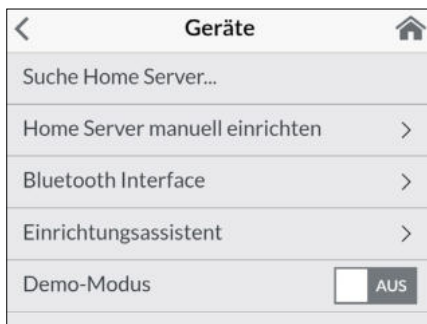 Geräte
Suche Home Server...
Home Server manuell einrichten
Bluetooth Interface
Einrichtungsassistent
Demo-Modus AUS